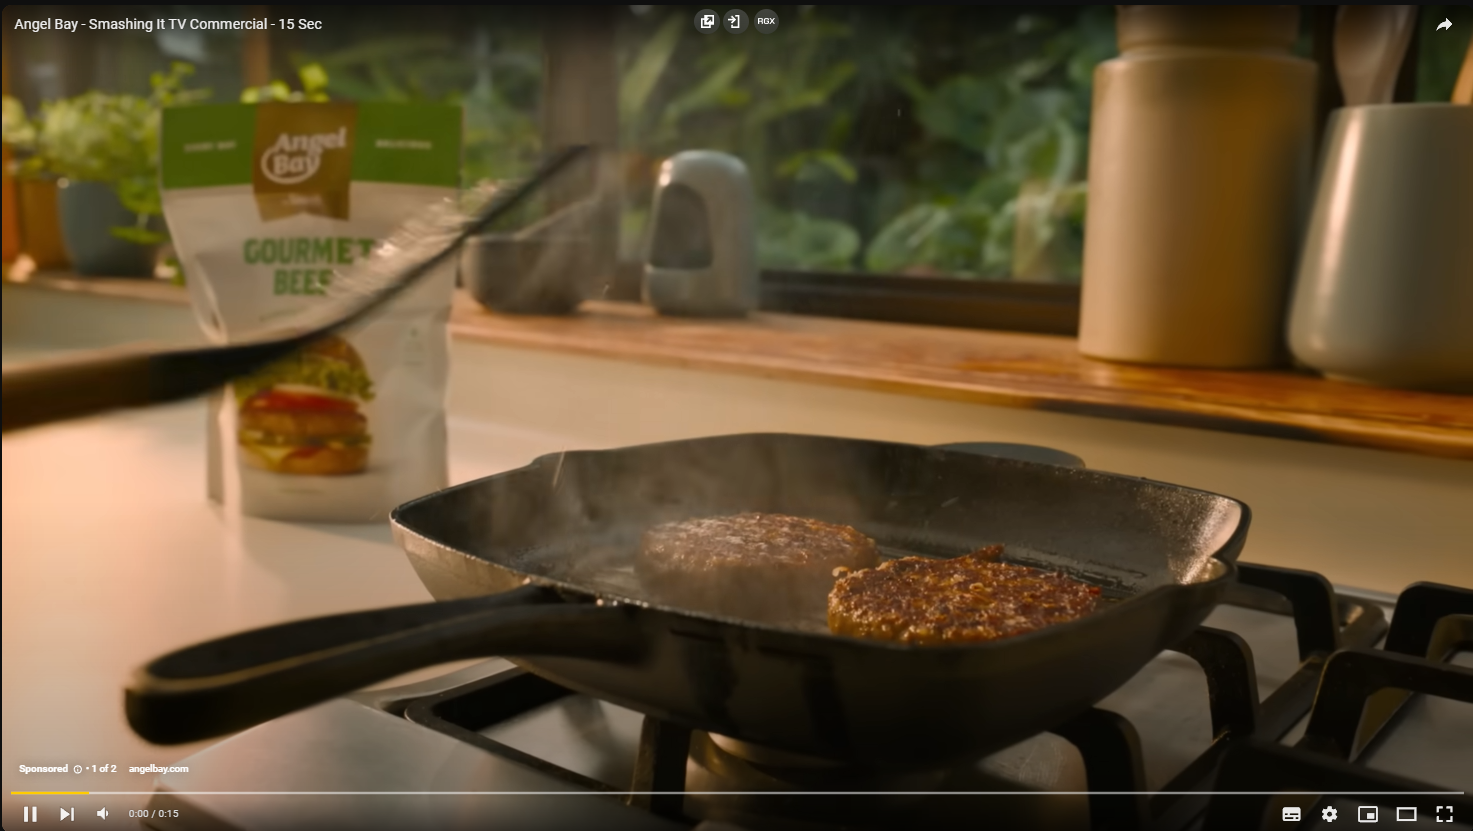 Angel Bay - Smashing It TV Commercial - 15 Sec
RGX
Angel
Bay
GOURMET
BEEF
Sponsored • 1 of 2 angelbay.com
0:00 / 0:15